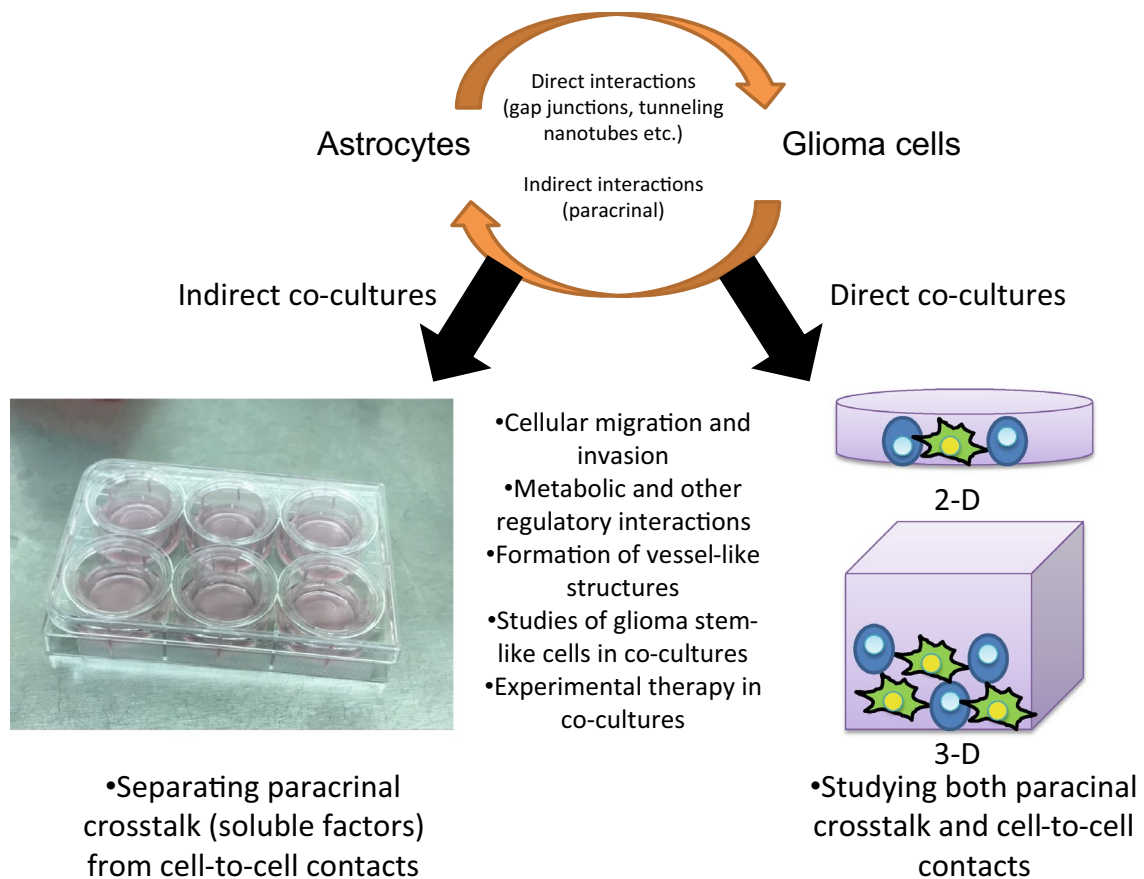 Direct interactions
(gap junctions, tunneling
nanotubes etc.)
Astrocytes
Glioma cells
Indirect interactions
(paracrinal)
Indirect co-cultures
Direct co-cultures
•Cellular migration and
invasion
•Metabolic and other
regulatory interactions
•Formation of vessel-like
structures
•Studies of glioma stem-
like cells in co-cultures
•Experimental therapy in
co-cultures
2-D
3-D
•Separating paracrinal
crosstalk (soluble factors)
from cell-to-cell contacts
•Studying both paracinal
crosstalk and cell-to-cell
contacts